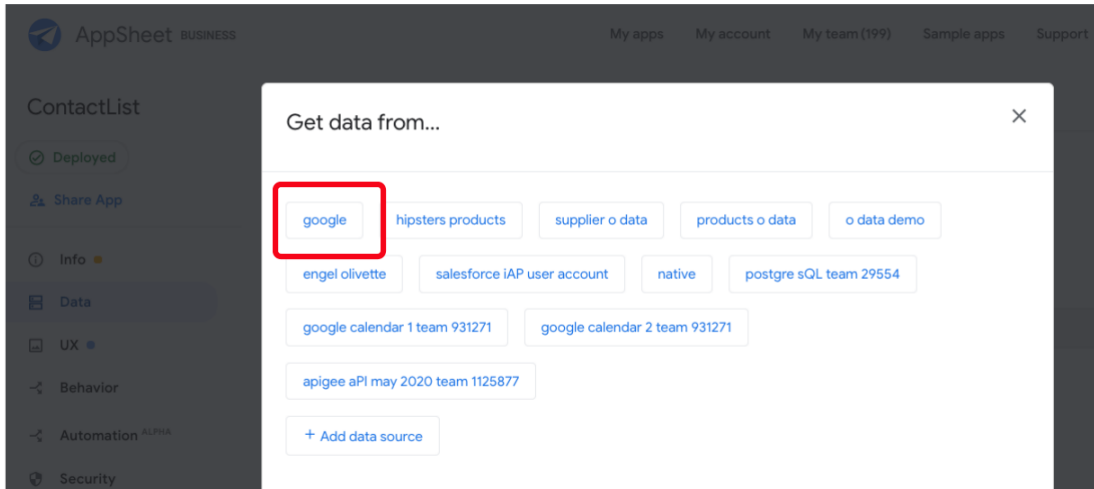 AppSheet BUSINESS
My apps My account My team (199) Sample apps Support
ContactList
Deployed
Share App
Info
Data
UX
Behavior
Automation ALPHA
Security
Get data from...
google hipsters products supplier o data products o data o data demo
engel olivette salesforce iAP user account native postgre sQL team 29554
google calendar 1 team 931271 google calendar 2 team 931271
apigee aPI may 2020 team 1125877
+ Add data source